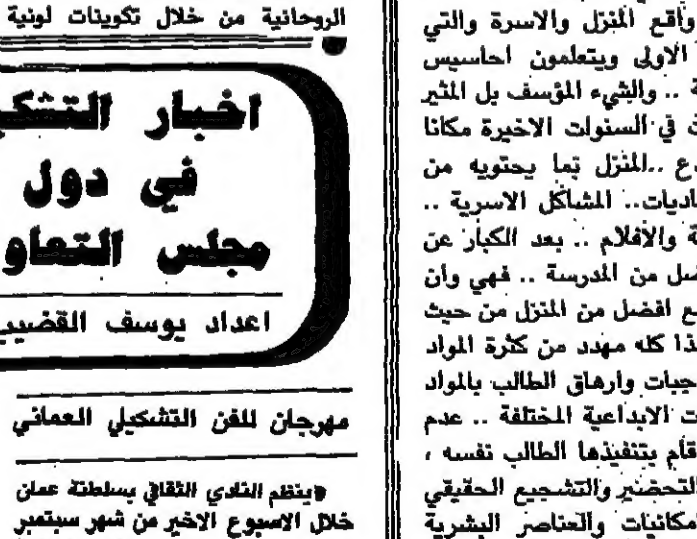 واقع المنزل والاسرة والتي
الاولى ويتعلمون احاسيس
.. والشيء المؤسف بل المثير
في السنوات الاخيرة مكانا
.. المنزل بما يحتويه من
.. المشاكل الاسرية ..
والأفلام .. بعد الكبار عن
من المدرسة .. فهي وان
افضل من المنزل من حيث
كله مهدد من كثرة المواد
وارهاق الطالب بالمواد
الابداعية المختلفة .. عدم
قام بتنفيذها الطالب نفسه ،
التحضير والتشجيع الحقيقي
والعناصر البشرية
الروحانية من خلال تكوينات لونية
اخبار التشكي
في دول
مجلس التعاو
اعداد يوسف القضيب
مهرجان للفن التشكيلي العماني
ينظم النادي الثقافي بسلطنة عمان
خلال الاسبوع الاخير من شهر سبتمبر